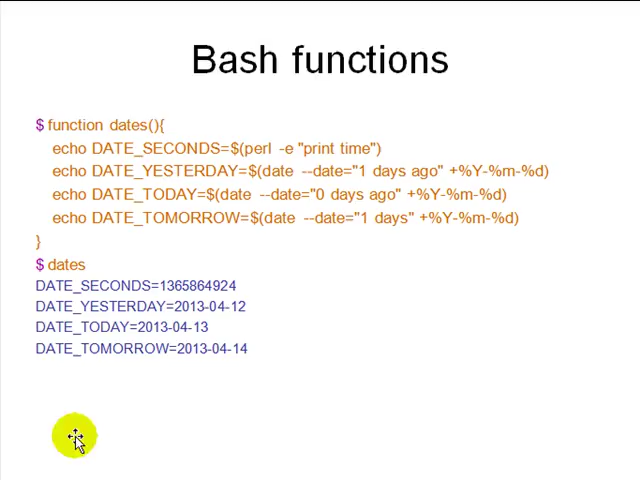 Bash functions
$ function dates(){
echo DATE_SECONDS=$(perl -e "print time")
echo DATE_YESTERDAY=$(date --date="1 days ago" +%Y-%m-%d)
echo DATE_TODAY=$(date --date="0 days ago" +%Y-%m-%d)
echo DATE_TOMORROW=$(date --date="1 days" +%Y-%m-%d)
}
$ dates
DATE_SECONDS=1365864924
DATE_YESTERDAY=2013-04-12
DATE_TODAY=2013-04-13
DATE_TOMORROW=2013-04-14